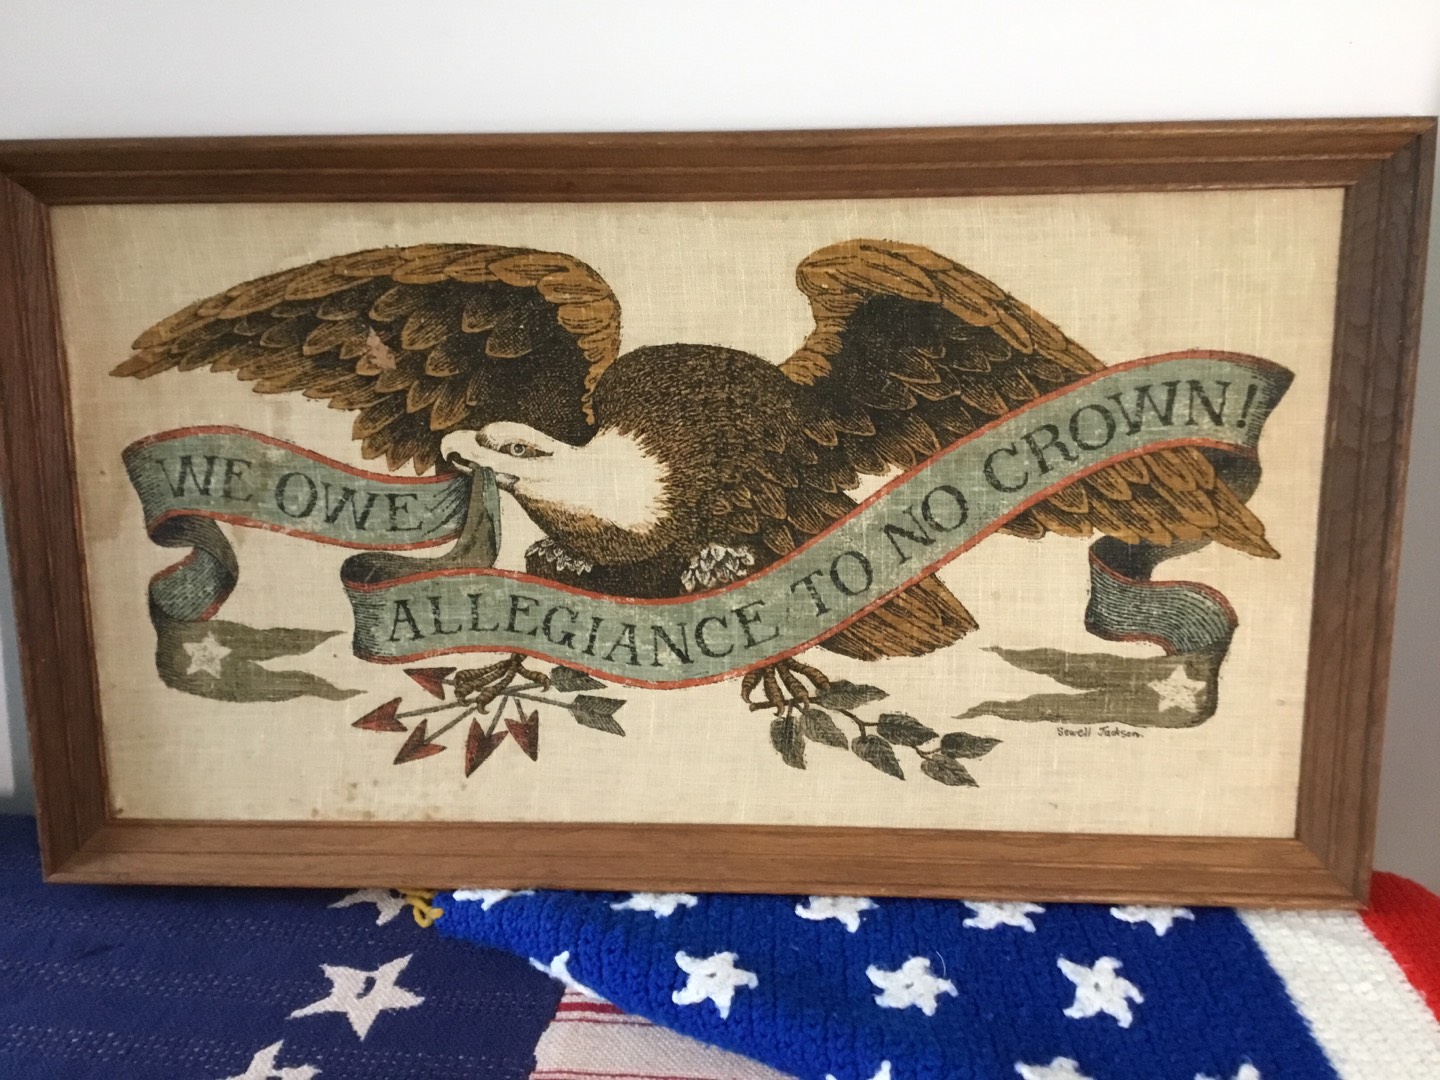 WE OWE
ALLEGIANCE TO NO CROWN!
Sewell Jackson.